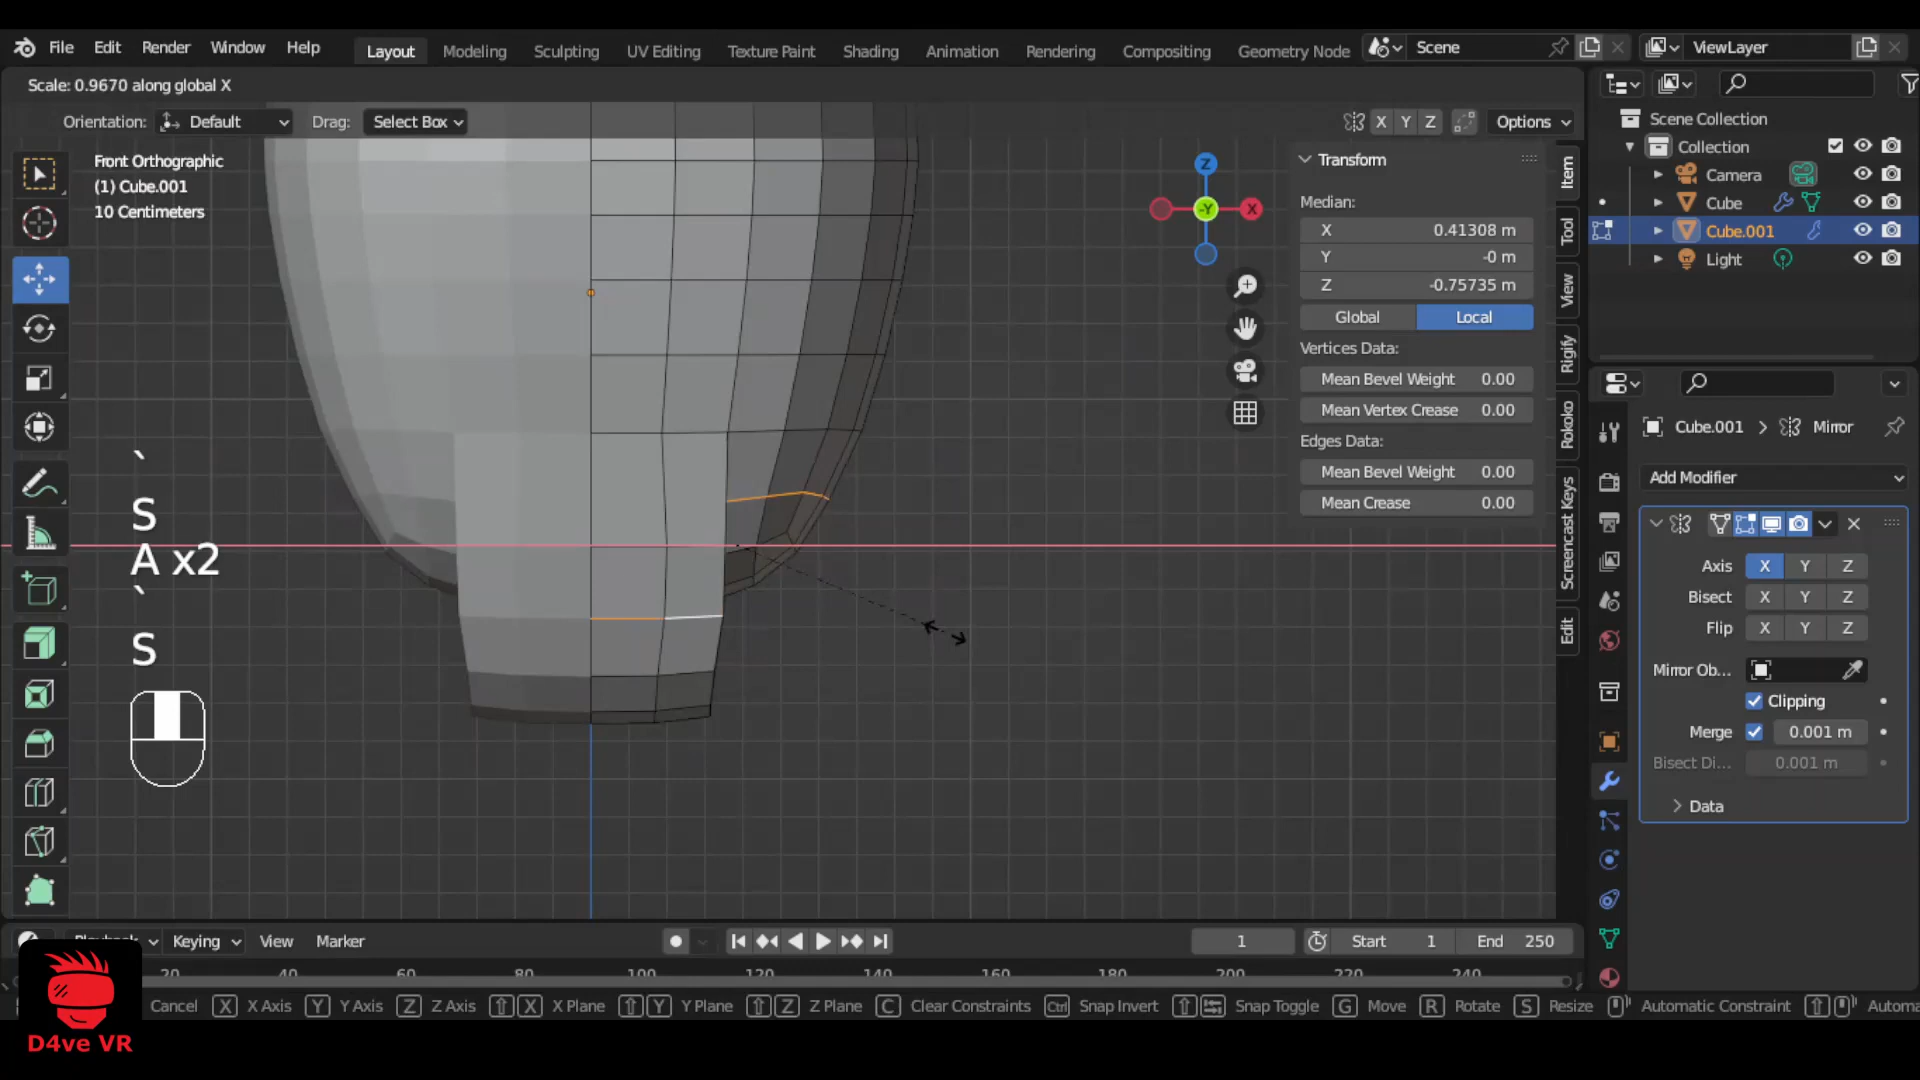 File Edit Render Window Help Layout Modeling Sculpting UV Editing Texture Paint Shading Animation Rendering Compositing Geometry Node Scene ViewLayer
Scale: 0.9670 along global X
Orientation: Default Drag: Select Box X Y Z Options
Front Orthographic
(1) Cube.001
10 Centimeters
Z
-Y
X
Transform
Median:
X 0.41308 m
Y -0 m
Z -0.75735 m
Global Local
Vertices Data:
Mean Bevel Weight 0.00
Mean Vertex Crease 0.00
Edges Data:
Mean Bevel Weight 0.00
Mean Crease 0.00
Item
Tool
View
Rigify
Rokoko
Screencast Keys
Edit
Scene Collection
Collection
Camera
Cube
Cube.001
Light
Cube.001 > Mirror
Add Modifier
Axis X Y Z
Bisect X Y Z
Flip X Y Z
Mirror Ob...
Clipping
Merge 0.001 m
Bisect Di... 0.001 m
Data
`
S
A x2
`
S
Keying View Marker 1 Start 1 End 250
20 40 60 80 100 120 140 160 180 200 220 240
Cancel X X Axis Y Y Axis Z Z Axis X X Plane Y Y Plane Z Z Plane C Clear Constraints Ctrl Snap Invert Snap Toggle G Move R Rotate S Resize Automatic Constraint Automa
D4ve VR